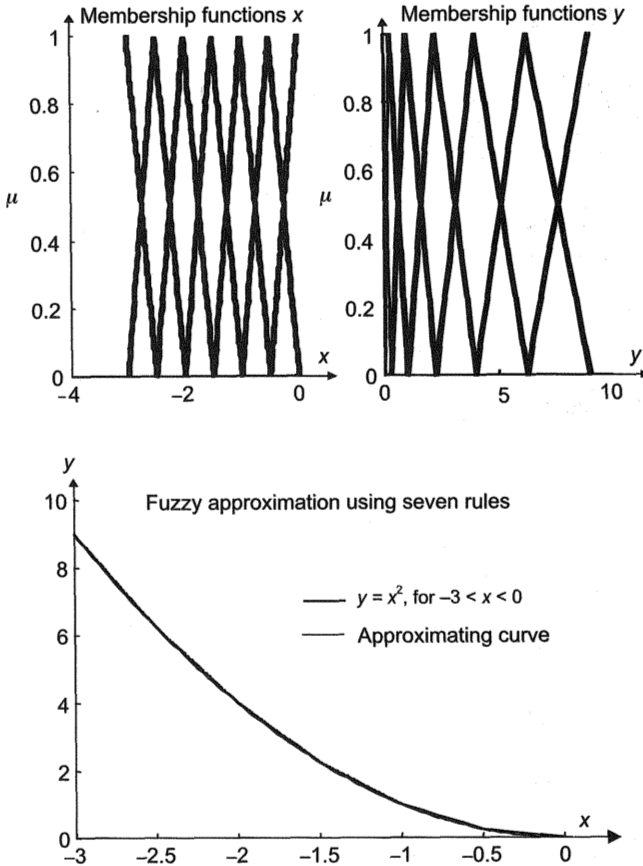 Membership functions x
1
0.8
0.6
μ
0.4
0.2
0
x
−4
−2
0
Membership functions y
1
0.8
0.6
μ
0.4
0.2
0
y
0
5
10
y
10
Fuzzy approximation using seven rules
8
y = x², for −3 < x < 0
6
Approximating curve
4
2
x
0
−3
−2.5
−2
−1.5
−1
−0.5
0